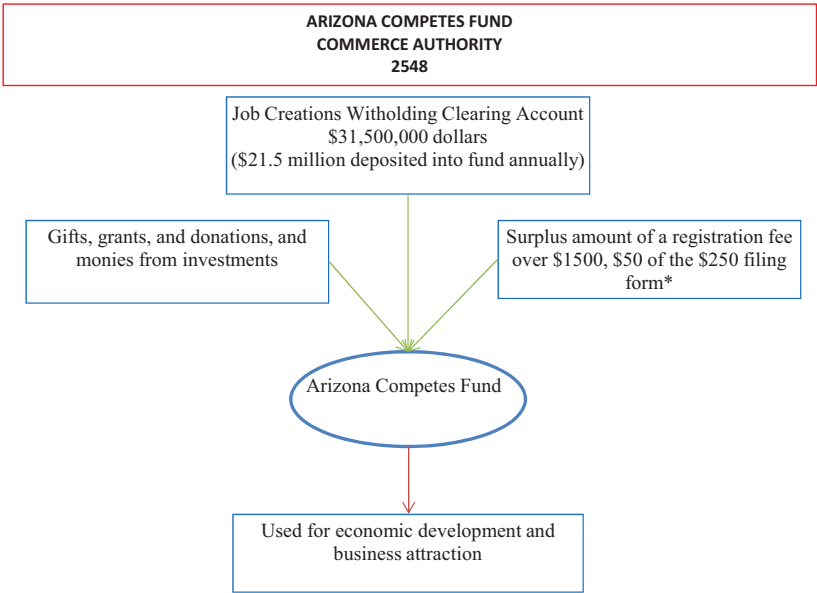 ARIZONA COMPETES FUND
COMMERCE AUTHORITY
2548
Job Creations Witholding Clearing Account
$31,500,000 dollars
($21.5 million deposited into fund annually)
Gifts, grants, and donations, and
monies from investments
Surplus amount of a registration fee
over $1500, $50 of the $250 filing
form*
Arizona Competes Fund
Used for economic development and
business attraction